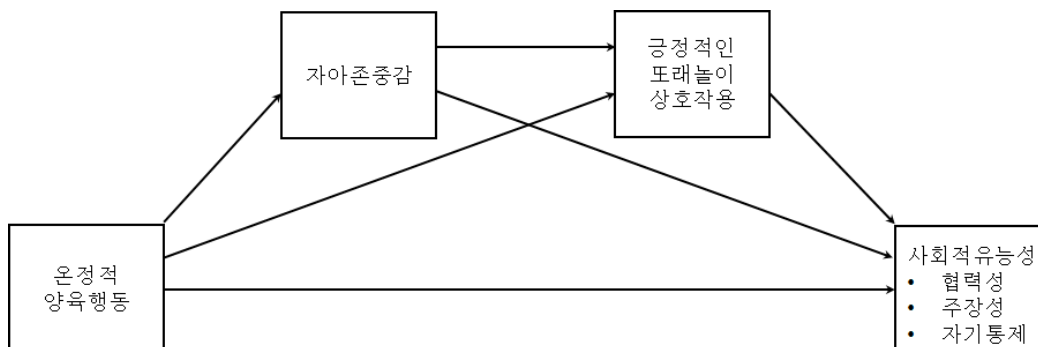 자아존중감
긍정적인
또래놀이
상호작용
온정적
양육행동
사회적유능성
• 협력성
• 주장성
• 자기통제